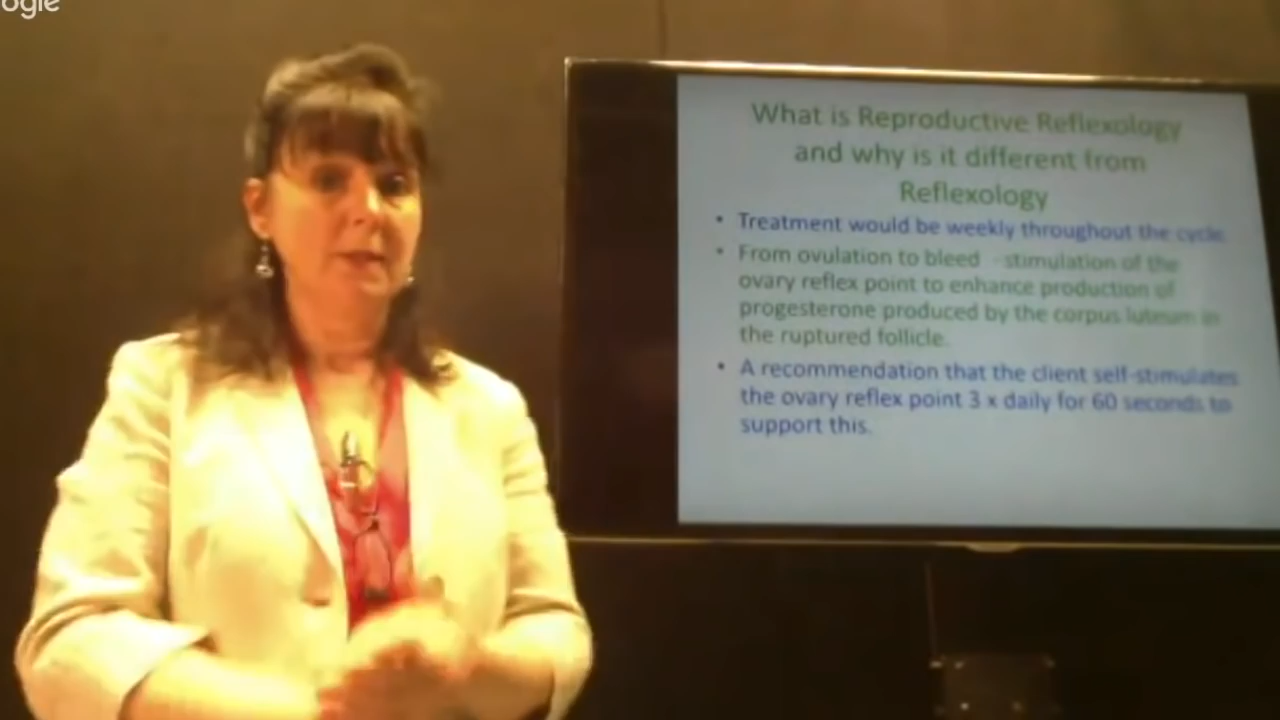 ogle
What is Reproductive Reflexology
and why is it different from
Reflexology
• Treatment would be weekly throughout the cycle.
• From ovulation to bleed - stimulation of the
ovary reflex point to enhance production of
progesterone produced by the corpus luteum in
the ruptured follicle.
• A recommendation that the client self-stimulates
the ovary reflex point 3 x daily for 60 seconds to
support this.